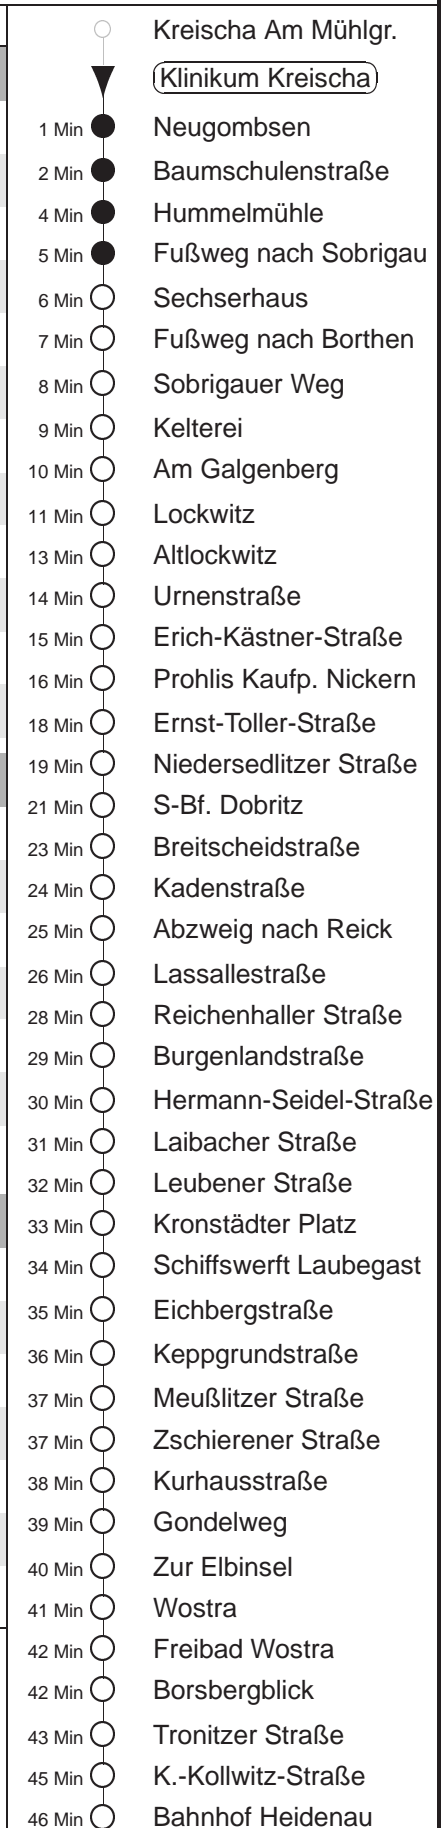 Kreischa Am Mühlgr.
Klinikum Kreischa
1 Min Neugombsen
2 Min Baumschulenstraße
4 Min Hummelmühle
5 Min Fußweg nach Sobrigau
6 Min Sechserhaus
7 Min Fußweg nach Borthen
8 Min Sobrigauer Weg
9 Min Kelterei
10 Min Am Galgenberg
11 Min Lockwitz
13 Min Altlockwitz
14 Min Urnenstraße
15 Min Erich-Kästner-Straße
16 Min Prohlis Kaufp. Nickern
18 Min Ernst-Toller-Straße
19 Min Niedersedlitzer Straße
21 Min S-Bf. Dobritz
23 Min Breitscheidstraße
24 Min Kadenstraße
25 Min Abzweig nach Reick
26 Min Lassallestraße
28 Min Reichenhaller Straße
29 Min Burgenlandstraße
30 Min Hermann-Seidel-Straße
31 Min Laibacher Straße
32 Min Leubener Straße
33 Min Kronstädter Platz
34 Min Schiffswerft Laubegast
35 Min Eichbergstraße
36 Min Keppgrundstraße
37 Min Meußlitzer Straße
37 Min Zschierener Straße
38 Min Kurhausstraße
39 Min Gondelweg
40 Min Zur Elbinsel
41 Min Wostra
42 Min Freibad Wostra
42 Min Borsbergblick
43 Min Tronitzer Straße
45 Min K.-Kollwitz-Straße
46 Min Bahnhof Heidenau